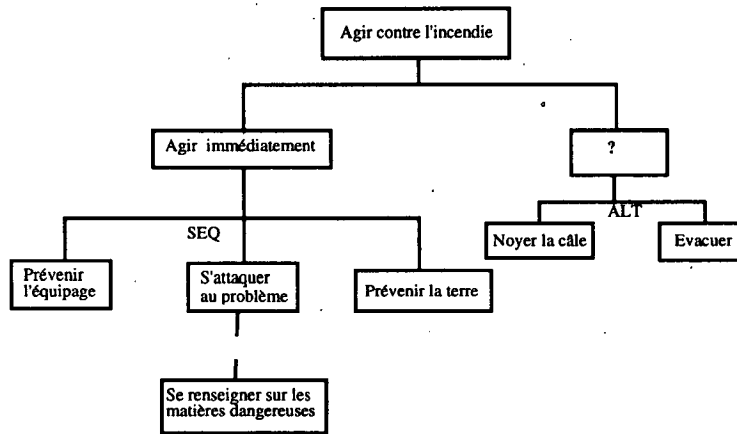 Agir contre l'incendie
Agir immédiatement
?
ALT
SEQ
Noyer la câle
Evacuer
Prévenir
l'équipage
S'attaquer
au problème
Prévenir la terre
Se renseigner sur les
matières dangereuses